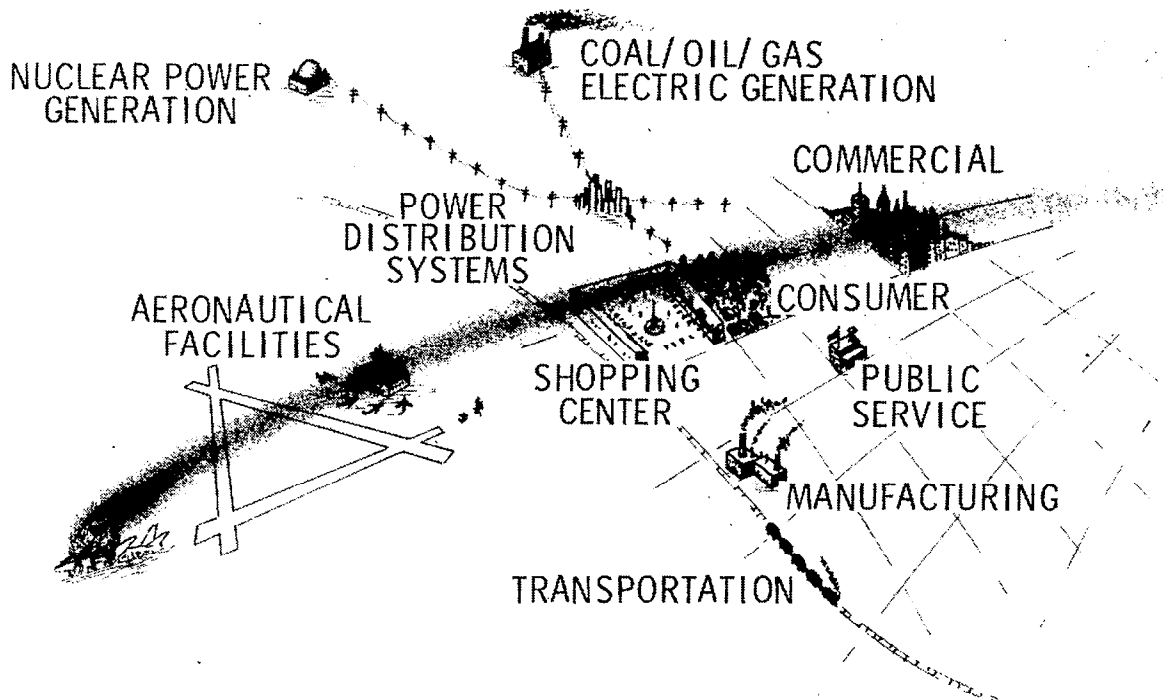 NUCLEAR POWER
GENERATION
COAL/OIL/GAS
ELECTRIC GENERATION
COMMERCIAL
POWER
DISTRIBUTION
SYSTEMS
AERONAUTICAL
FACILITIES
CONSUMER
SHOPPING
CENTER
PUBLIC
SERVICE
MANUFACTURING
TRANSPORTATION